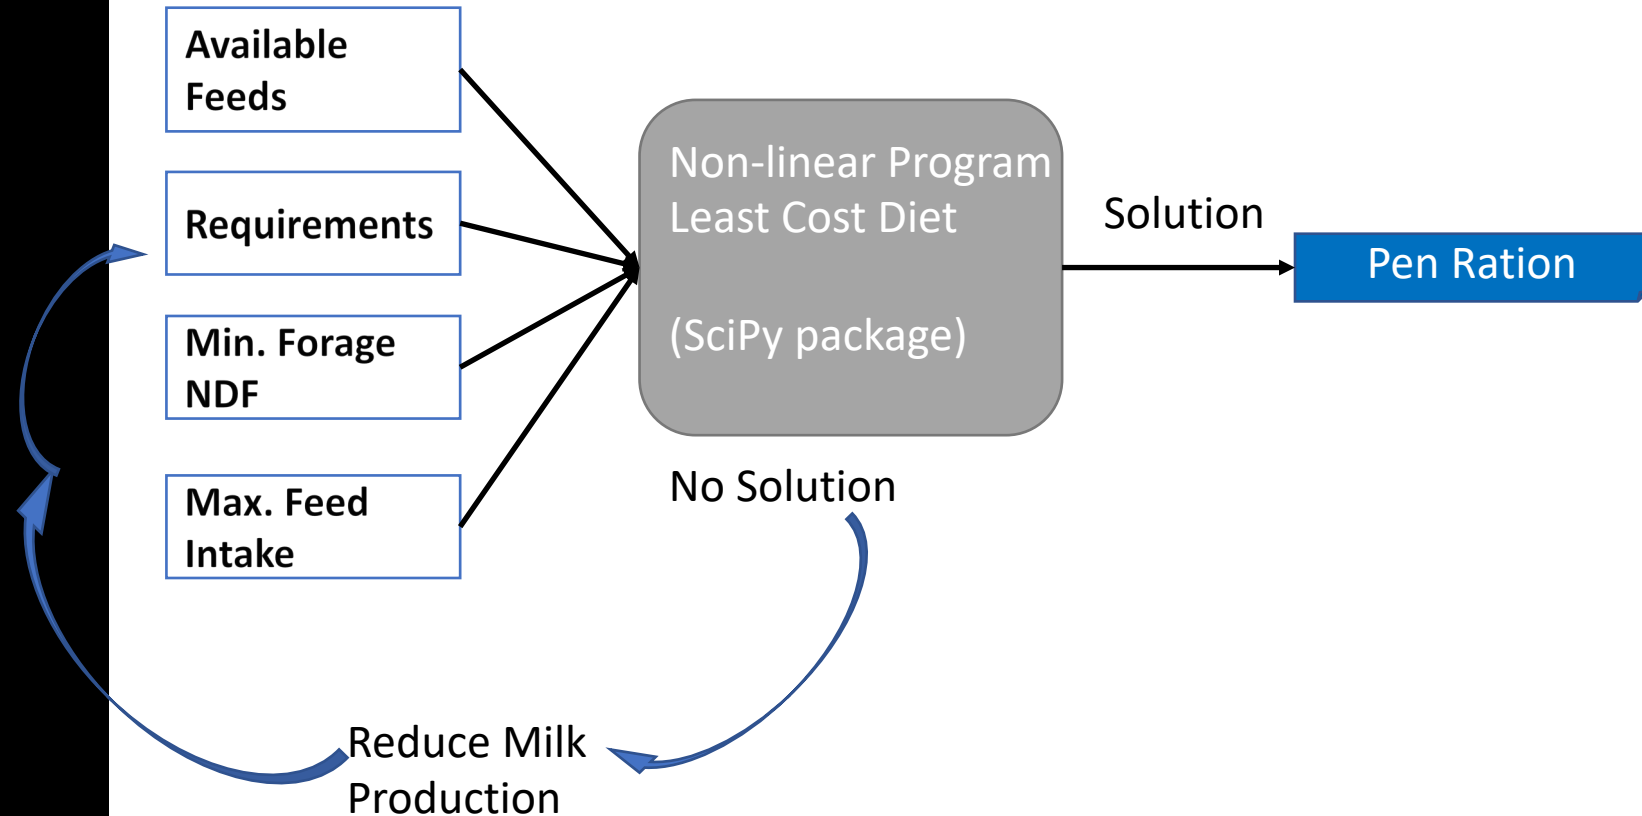 Available
Feeds
Requirements
Min. Forage
NDF
Max. Feed
Intake
Non-linear Program
Least Cost Diet
(SciPy package)
Solution
Pen Ration
No Solution
Reduce Milk
Production